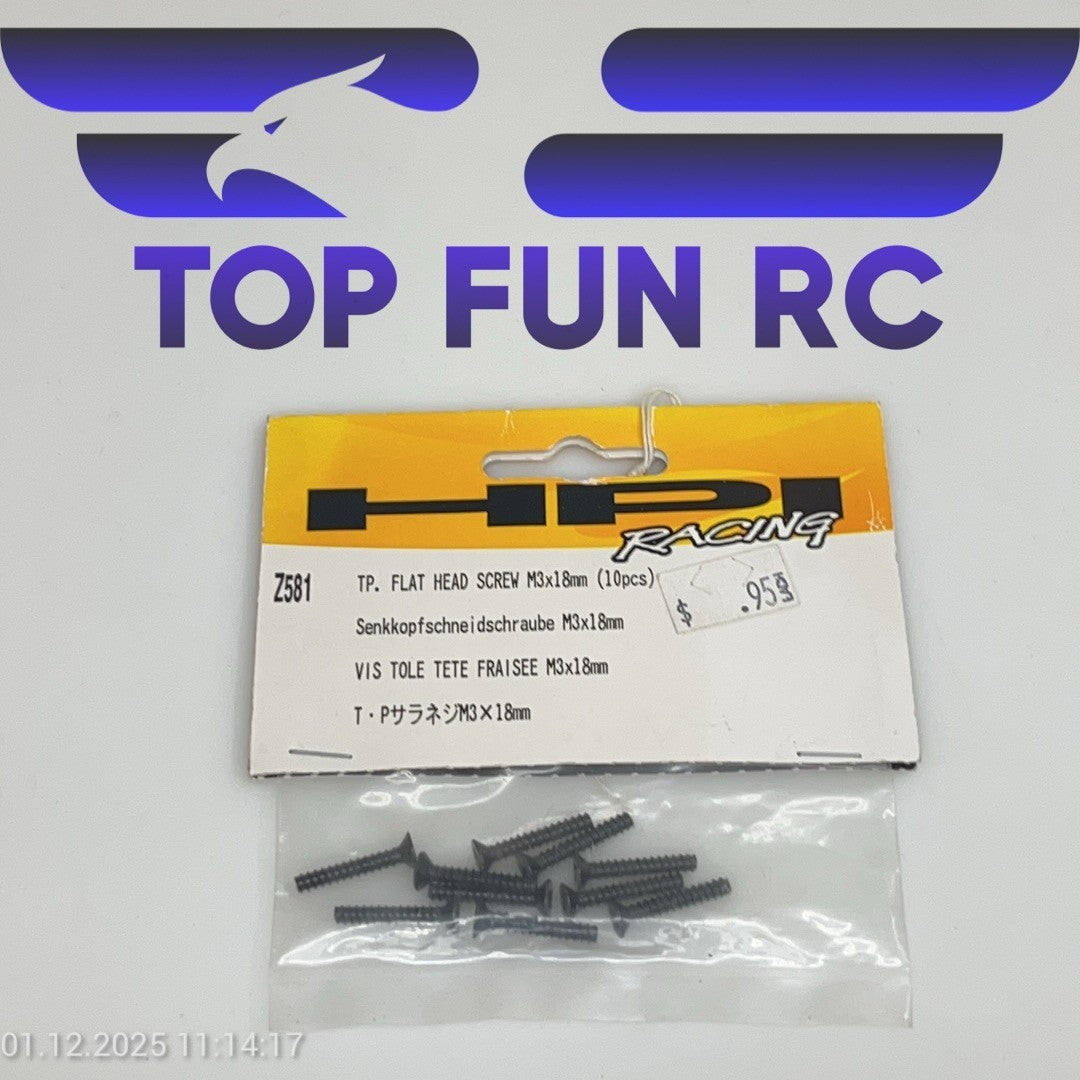 TOP FUN RC
HPI
RACING
Z581 TP. FLAT HEAD SCREW M3x18mm (10pcs)
$ .95
Senkkopfschneidschraube M3x18mm
VIS TOLE TETE FRAISEE M3x18mm
T・PサラネジM3×18mm
01.12.2025 11:14:17